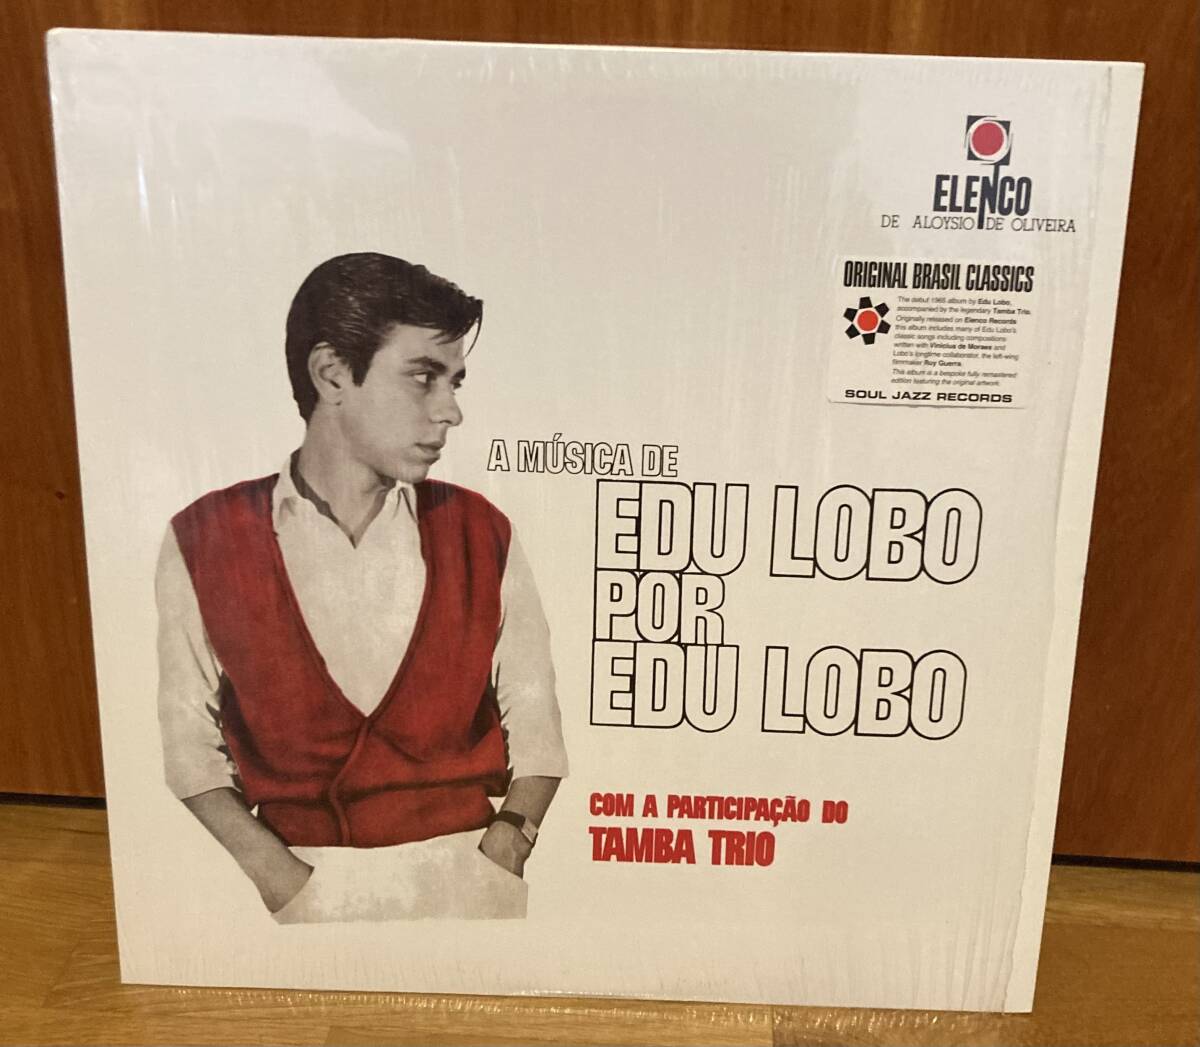 ELENCO
DE ALOYSIO DE OLIVEIRA
ORIGINAL BRASIL CLASSICS
The debut 1965 album by Edu Lobo,
accompanied by the legendary Tamba Trio.
Originally released on Elenco Records
this album includes many of Edu Lobo's
classic songs including compositions
written with Vinicius de Moraes and
Lobo's longtime collaborator, the left-wing
filmmaker Ruy Guerra.
This album is a bespoke fully remastered
edition featuring the original artwork.
SOUL JAZZ RECORDS
A MÚSICA DE
EDU LOBO
POR
EDU LOBO
COM A PARTICIPAÇÃO DO
TAMBA TRIO